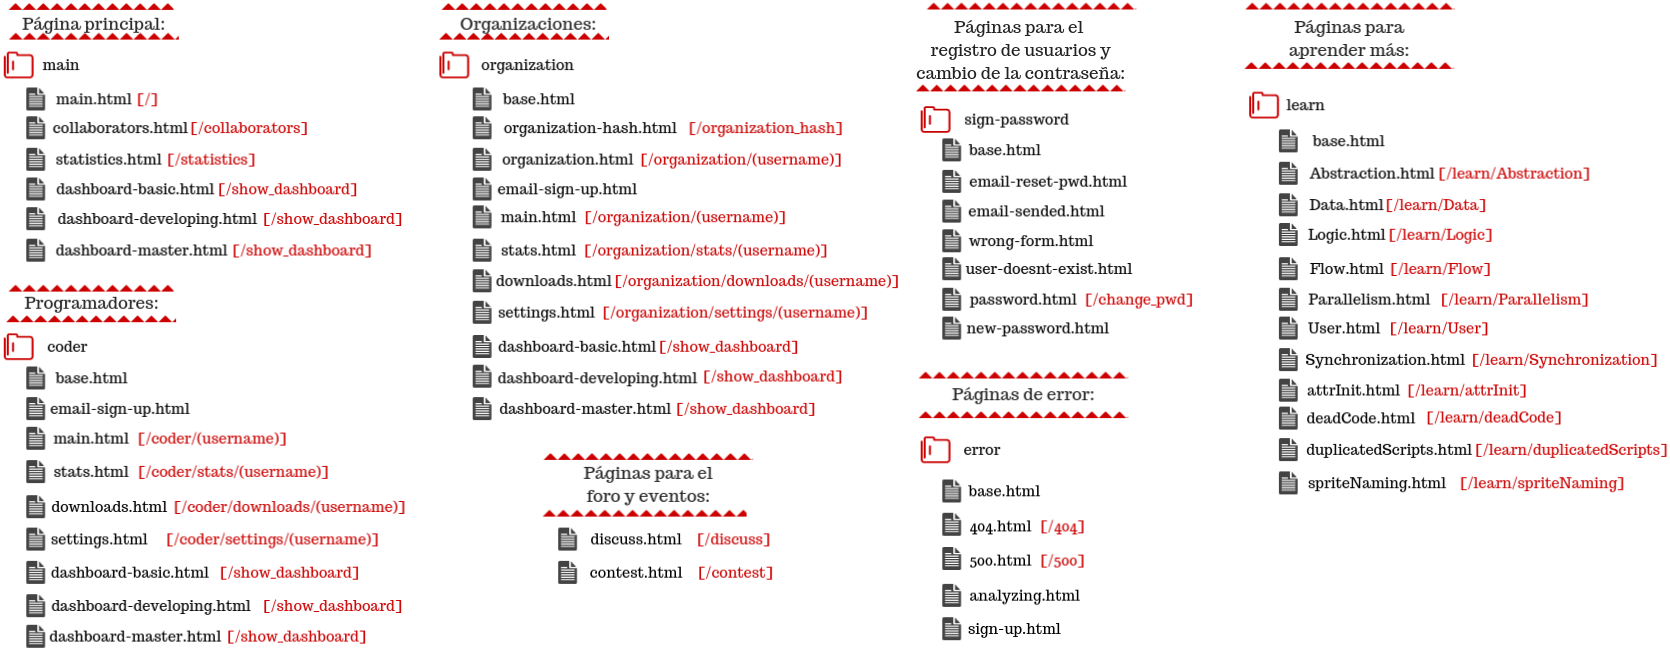 Página principal:
main
main.html [/]
collaborators.html [/collaborators]
statistics.html [/statistics]
dashboard-basic.html [/show_dashboard]
dashboard-developing.html [/show_dashboard]
dashboard-master.html [/show_dashboard]
Programadores:
coder
base.html
email-sign-up.html
main.html [/coder/(username)]
stats.html [/coder/stats/(username)]
downloads.html [/coder/downloads/(username)]
settings.html [/coder/settings/(username)]
dashboard-basic.html [/show_dashboard]
dashboard-developing.html [/show_dashboard]
dashboard-master.html [/show_dashboard]
Organizaciones:
organization
base.html
organization-hash.html [/organization_hash]
organization.html [/organization/(username)]
email-sign-up.html
main.html [/organization/(username)]
stats.html [/organization/stats/(username)]
downloads.html [/organization/downloads/(username)]
settings.html [/organization/settings/(username)]
dashboard-basic.html [/show_dashboard]
dashboard-developing.html [/show_dashboard]
dashboard-master.html [/show_dashboard]
Páginas para el
foro y eventos:
discuss.html [/discuss]
contest.html [/contest]
Páginas para el
registro de usuarios y
cambio de la contraseña:
sign-password
base.html
email-reset-pwd.html
email-sended.html
wrong-form.html
user-doesnt-exist.html
password.html [/change_pwd]
new-password.html
Páginas de error:
error
base.html
404.html [/404]
500.html [/500]
analyzing.html
sign-up.html
Páginas para
aprender más:
learn
base.html
Abstraction.html [/learn/Abstraction]
Data.html [/learn/Data]
Logic.html [/learn/Logic]
Flow.html [/learn/Flow]
Parallelism.html [/learn/Parallelism]
User.html [/learn/User]
Synchronization.html [/learn/Synchronization]
attrInit.html [/learn/attrInit]
deadCode.html [/learn/deadCode]
duplicatedScripts.html [/learn/duplicatedScripts]
spriteNaming.html [/learn/spriteNaming]